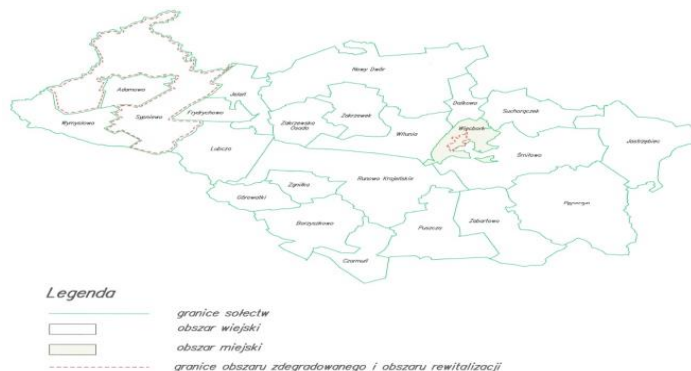 Nowy Dwór
Adamowo
Jeleń
Dalkowo
Suchorączek
Wymysłowo
Sypniewo
Frydrychowo
Zakrzewska
Osada
Zakrzewek
Witunia
Więcbork
Jastrzębiec
Lubcza
Śmiłowo
Runowo Krajeńskie
Zgniłka
Górowatki
Pęperzyn
Borzyszkowo
Puszcza
Zabartowo
Czarmuń
Legenda
granice sołectw
obszar wiejski
obszar miejski
granice obszaru zdegradowanego i obszaru rewitalizacji